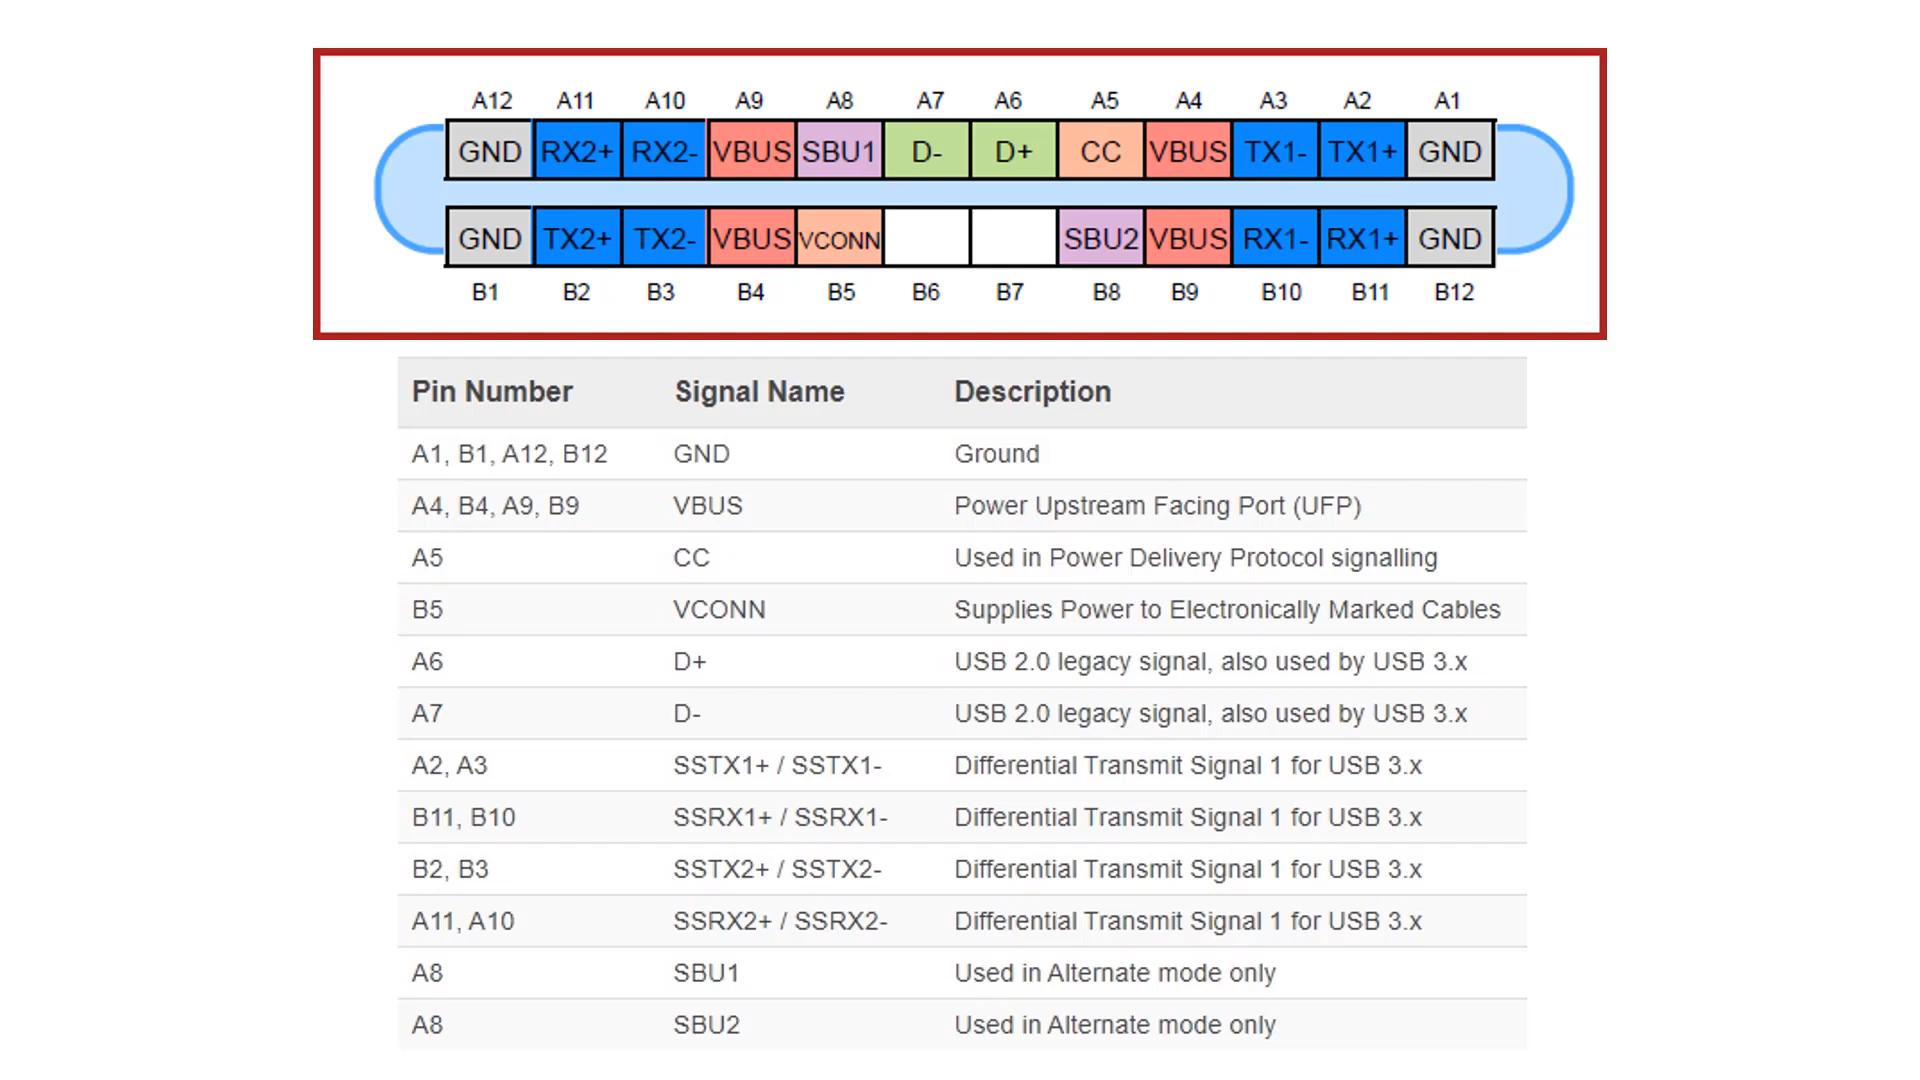 A12 A11 A10 A9 A8 A7 A6 A5 A4 A3 A2 A1
GND RX2+ RX2- VBUS SBU1 D- D+ CC VBUS TX1- TX1+ GND
GND TX2+ TX2- VBUS VCONN SBU2 VBUS RX1- RX1+ GND
B1 B2 B3 B4 B5 B6 B7 B8 B9 B10 B11 B12
Pin Number Signal Name Description
A1, B1, A12, B12 GND Ground
A4, B4, A9, B9 VBUS Power Upstream Facing Port (UFP)
A5 CC Used in Power Delivery Protocol signalling
B5 VCONN Supplies Power to Electronically Marked Cables
A6 D+ USB 2.0 legacy signal, also used by USB 3.x
A7 D- USB 2.0 legacy signal, also used by USB 3.x
A2, A3 SSTX1+ / SSTX1- Differential Transmit Signal 1 for USB 3.x
B11, B10 SSRX1+ / SSRX1- Differential Transmit Signal 1 for USB 3.x
B2, B3 SSTX2+ / SSTX2- Differential Transmit Signal 1 for USB 3.x
A11, A10 SSRX2+ / SSRX2- Differential Transmit Signal 1 for USB 3.x
A8 SBU1 Used in Alternate mode only
A8 SBU2 Used in Alternate mode only